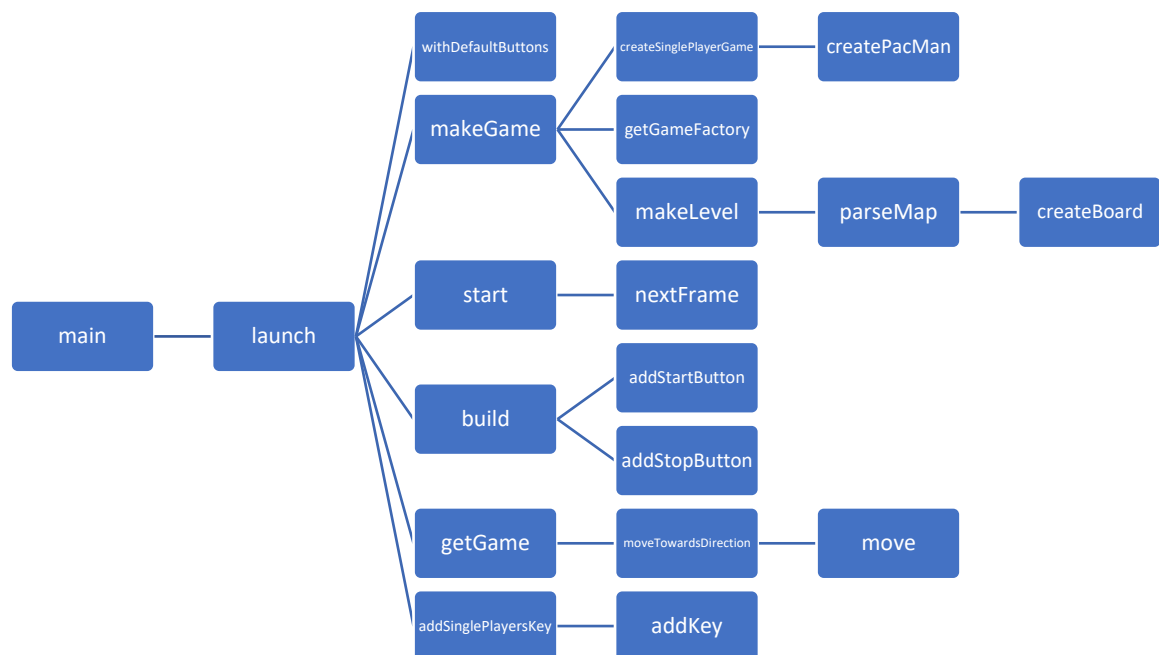 main
launch
withDefaultButtons
makeGame
createSinglePlayerGame
createPacMan
getGameFactory
makeLevel
parseMap
createBoard
start
nextFrame
build
addStartButton
addStopButton
getGame
moveTowardsDirection
move
addSinglePlayersKey
addKey